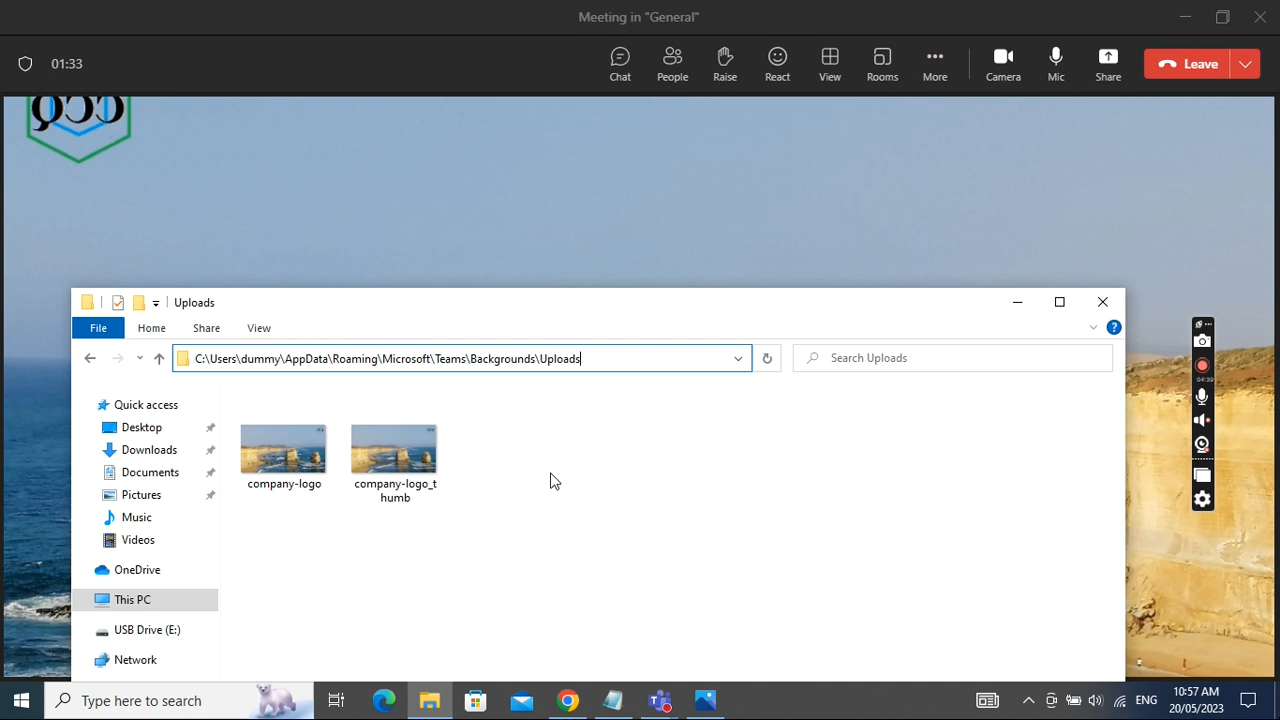 Meeting in "General"
01:33
Chat
People
Raise
React
View
Rooms
More
Camera
Mic
Share
Leave
Uploads
File
Home
Share
View
C:\Users\dummy\AppData\Roaming\Microsoft\Teams\Backgrounds\Uploads
Search Uploads
Quick access
Desktop
Downloads
Documents
Pictures
Music
Videos
OneDrive
This PC
USB Drive (E:)
Network
company-logo
company-logo_t
humb
04:39
Type here to search
ENG
10:57 AM
20/05/2023